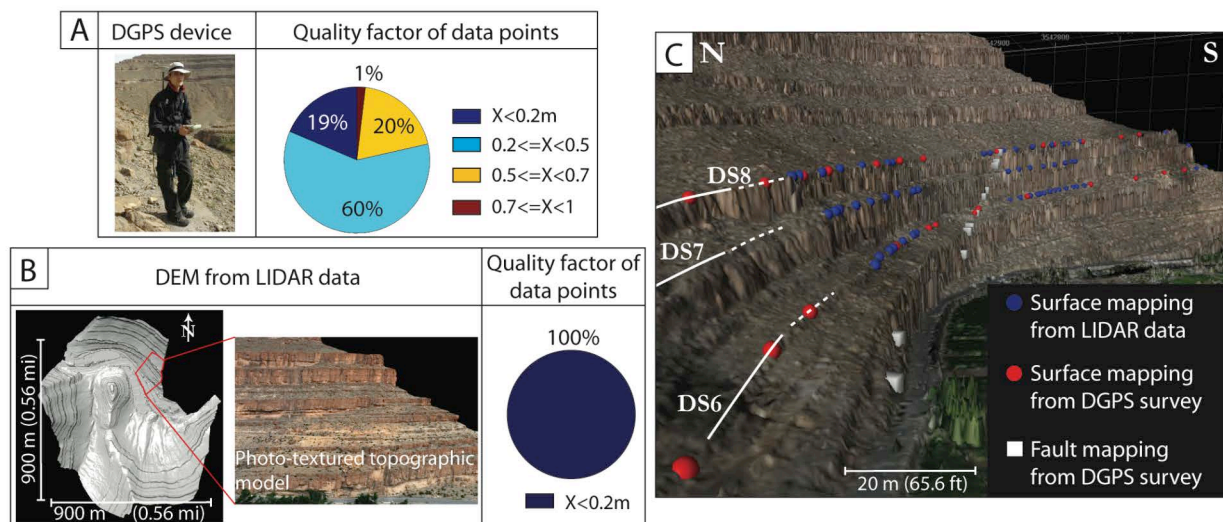 A
DGPS device
Quality factor of data points
1%
19%
20%
60%
X<0.2m
0.2<=X<0.5
0.5<=X<0.7
0.7<=X<1
B
DEM from LIDAR data
Quality factor of
data points
N
900 m (0.56 mi)
900 m (0.56 mi)
Photo-textured topographic
model
100%
X<0.2m
C
N
S
3542900
DS8
DS7
DS6
20 m (65.6 ft)
Surface mapping
from LIDAR data
Surface mapping
from DGPS survey
Fault mapping
from DGPS survey